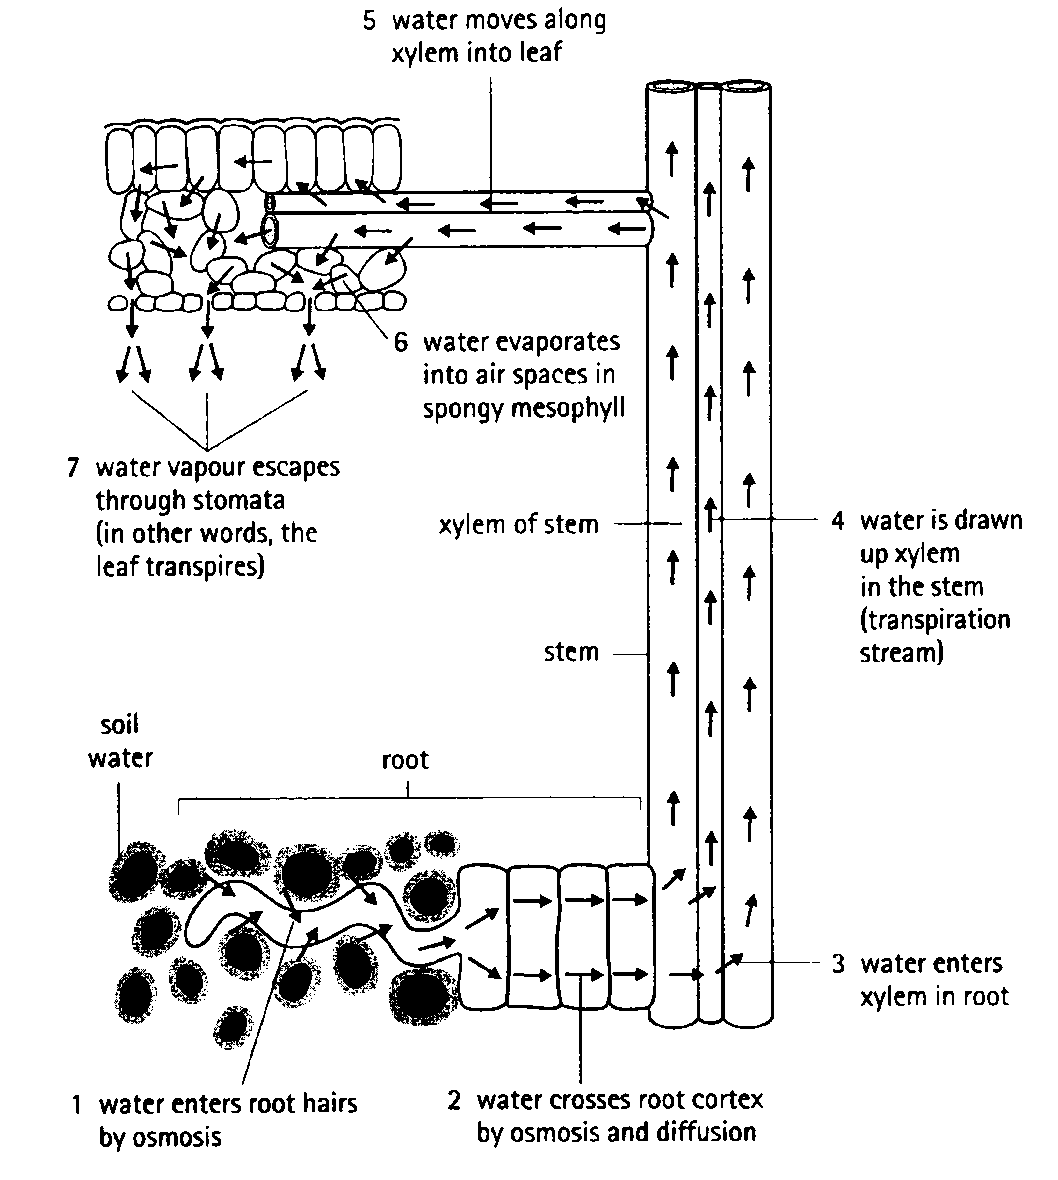 5 water moves along
xylem into leaf
6 water evaporates
into air spaces in
spongy mesophyll
7 water vapour escapes
through stomata
(in other words, the
leaf transpires)
xylem of stem
4 water is drawn
up xylem
in the stem
(transpiration
stream)
stem
soil
water
root
3 water enters
xylem in root
1 water enters root hairs
by osmosis
2 water crosses root cortex
by osmosis and diffusion